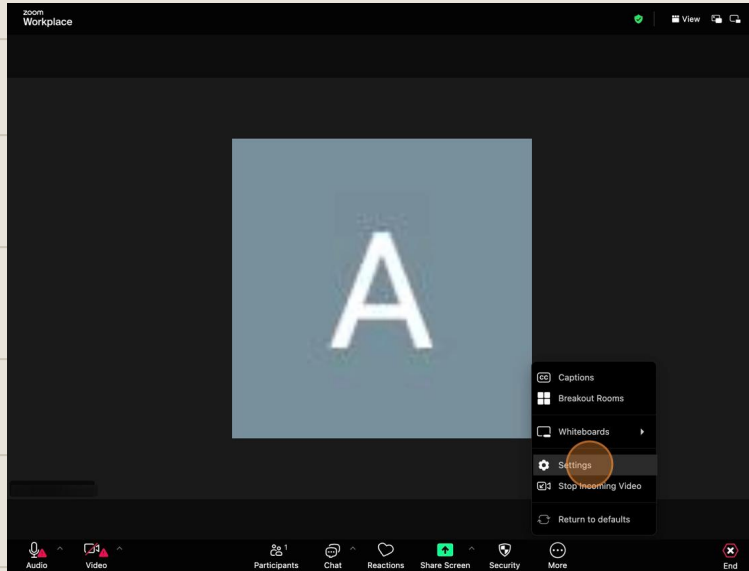 zoom
Workplace
View
A
CC Captions
Breakout Rooms
Whiteboards
Settings
Stop Incoming Video
Return to defaults
Audio
Video
Participants 1
Chat
Reactions
Share Screen
Security
More
End